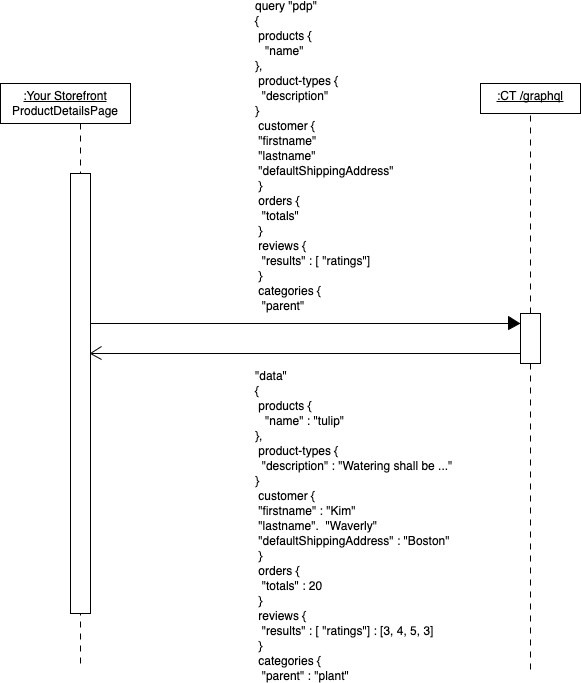 query "pdp"
{
products {
"name"
},
product-types {
"description"
}
customer {
"firstname"
"lastname"
"defaultShippingAddress"
}
orders {
"totals"
}
reviews {
"results" : [ "ratings"]
}
categories {
"parent"
:Your Storefront
ProductDetailsPage
:CT /graphql
"data"
{
products {
"name" : "tulip"
},
product-types {
"description" : "Watering shall be ..."
}
customer {
"firstname" : "Kim"
"lastname".  "Waverly"
"defaultShippingAddress" : "Boston"
}
orders {
"totals" : 20
}
reviews {
"results" : [ "ratings"] : [3, 4, 5, 3]
}
categories {
"parent" : "plant"